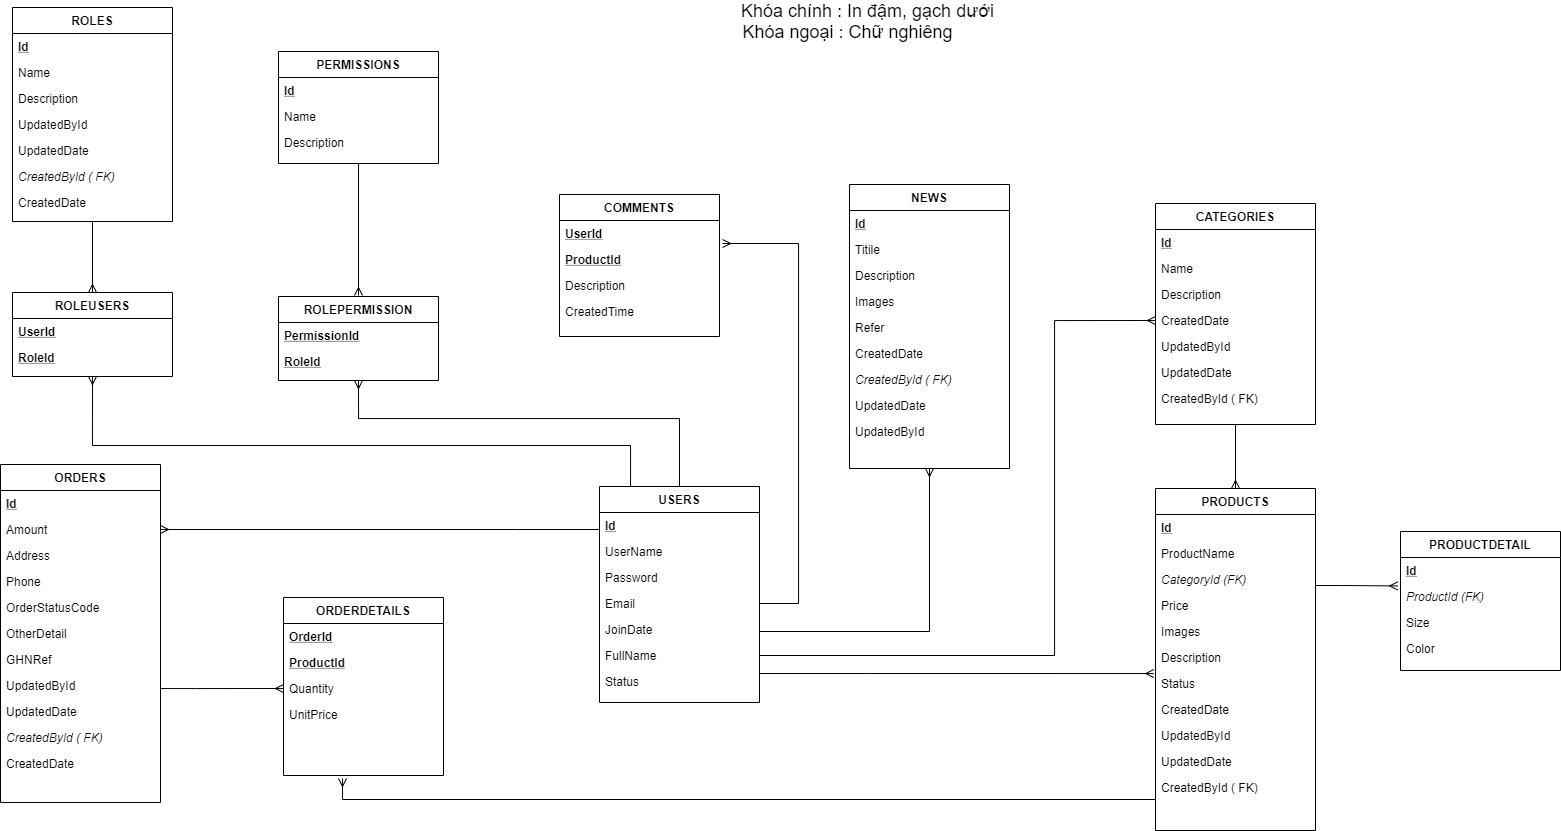 Khóa chính : In đậm, gạch dưới
Khóa ngoại : Chữ nghiêng
ROLES
Id
Name
Description
UpdatedById
UpdatedDate
CreatedById ( FK)
CreatedDate
PERMISSIONS
Id
Name
Description
COMMENTS
UserId
ProductId
Description
CreatedTime
NEWS
Id
Titile
Description
Images
Refer
CreatedDate
CreatedById ( FK)
UpdatedDate
UpdatedById
CATEGORIES
Id
Name
Description
CreatedDate
UpdatedById
UpdatedDate
CreatedById ( FK)
ROLEUSERS
UserId
RoleId
ROLEPERMISSION
PermissionId
RoleId
ORDERS
Id
Amount
Address
Phone
OrderStatusCode
OtherDetail
GHNRef
UpdatedById
UpdatedDate
CreatedById ( FK)
CreatedDate
ORDERDETAILS
OrderId
ProductId
Quantity
UnitPrice
USERS
Id
UserName
Password
Email
JoinDate
FullName
Status
PRODUCTS
Id
ProductName
CategoryId (FK)
Price
Images
Description
Status
CreatedDate
UpdatedById
UpdatedDate
CreatedById ( FK)
PRODUCTDETAIL
Id
ProductId (FK)
Size
Color